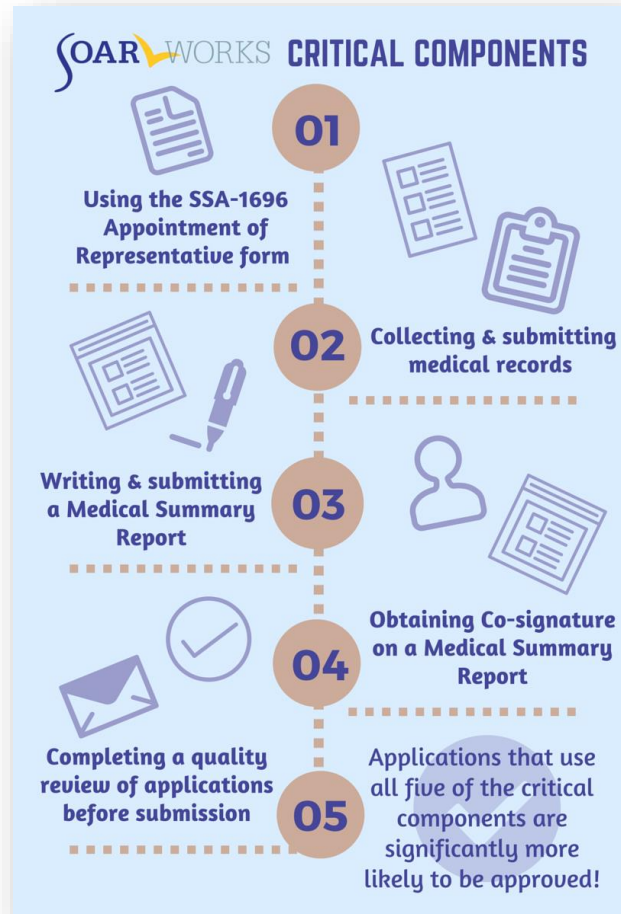 SOAR WORKS CRITICAL COMPONENTS
01
Using the SSA-1696
Appointment of
Representative form
02
Collecting & submitting
medical records
03
Writing & submitting
a Medical Summary
Report
04
Obtaining Co-signature
on a Medical Summary
Report
05
Completing a quality
review of applications
before submission
Applications that use
all five of the critical
components are
significantly more
likely to be approved!